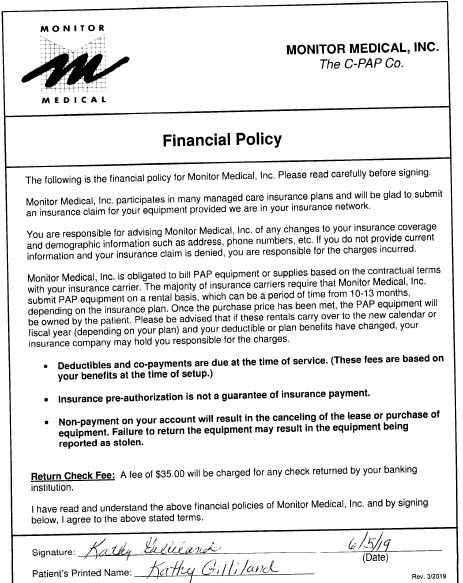 MONITOR
MEDICAL
MONITOR MEDICAL, INC.
The C-PAP Co.
Financial Policy
The following is the financial policy for Monitor Medical, Inc. Please read carefully before signing.
Monitor Medical, Inc. participates in many managed care insurance plans and will be glad to submit
an insurance claim for your equipment provided we are in your insurance network.
You are responsible for advising Monitor Medical, Inc. of any changes to your insurance coverage
and demographic information such as address, phone numbers, etc. If you do not provide current
information and your insurance claim is denied, you are responsible for the charges incurred.
Monitor Medical, Inc. is obligated to bill PAP equipment or supplies based on the contractual terms
with your insurance carrier. The majority of insurance carriers require that Monitor Medical, Inc.
submit PAP equipment on a rental basis, which can be a period of time from 10-13 months,
depending on the insurance plan. Once the purchase price has been met, the PAP equipment will
be owned by the patient. Please be advised that if these rentals carry over to the new calendar or
fiscal year (depending on your plan) and your deductible or plan benefits have changed, your
insurance company may hold you responsible for the charges.
• Deductibles and co-payments are due at the time of service. (These fees are based on
your benefits at the time of setup.)
• Insurance pre-authorization is not a guarantee of insurance payment.
• Non-payment on your account will result in the canceling of the lease or purchase of
equipment. Failure to return the equipment may result in the equipment being
reported as stolen.
Return Check Fee: A fee of $35.00 will be charged for any check returned by your banking
institution.
I have read and understand the above financial policies of Monitor Medical, Inc. and by signing
below, I agree to the above stated terms.
Signature: Kathy Gilliland 6/5/19
(Date)
Patient's Printed Name: Kathy Gilliland
Rev. 3/2019